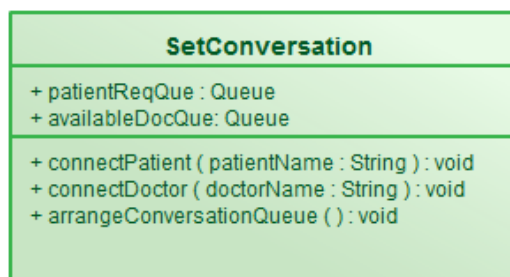 SetConversation
+ patientReqQue : Queue
+ availableDocQue: Queue
+ connectPatient ( patientName : String ) : void
+ connectDoctor ( doctorName : String ) : void
+ arrangeConversationQueue ( ) : void